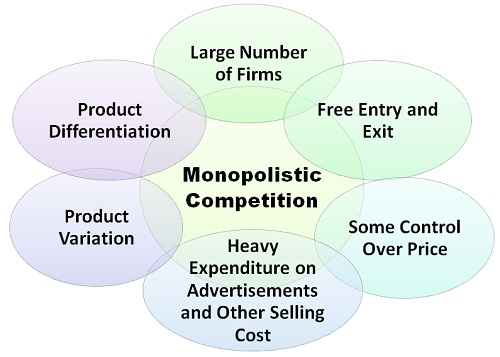 Large Number
of Firms
Product
Differentiation
Free Entry and
Exit
Monopolistic
Competition
Product
Variation
Some Control
Over Price
Heavy
Expenditure on
Advertisements
and Other Selling
Cost